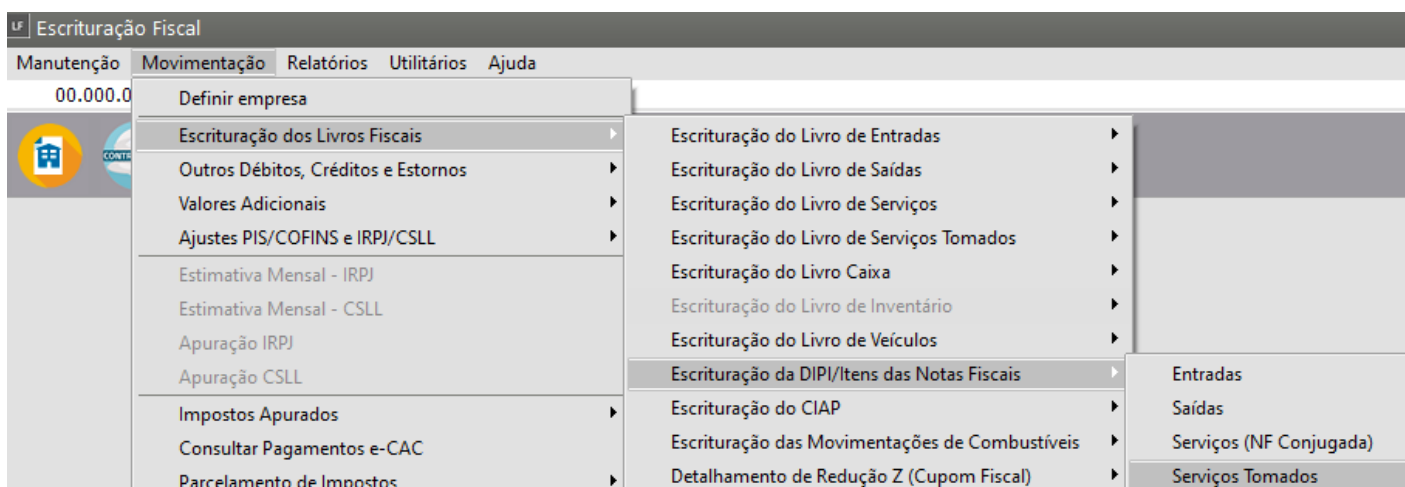 LF Escrituração Fiscal
Manutenção Movimentação Relatórios Utilitários Ajuda
00.000.0
Definir empresa
Escrituração dos Livros Fiscais
Outros Débitos, Créditos e Estornos
Valores Adicionais
Ajustes PIS/COFINS e IRPJ/CSLL
Estimativa Mensal - IRPJ
Estimativa Mensal - CSLL
Apuração IRPJ
Apuração CSLL
Impostos Apurados
Consultar Pagamentos e-CAC
Parcelamento de Impostos
Escrituração do Livro de Entradas
Escrituração do Livro de Saídas
Escrituração do Livro de Serviços
Escrituração do Livro de Serviços Tomados
Escrituração do Livro Caixa
Escrituração do Livro de Inventário
Escrituração do Livro de Veículos
Escrituração da DIPI/Itens das Notas Fiscais
Escrituração do CIAP
Escrituração das Movimentações de Combustíveis
Detalhamento de Redução Z (Cupom Fiscal)
Entradas
Saídas
Serviços (NF Conjugada)
Serviços Tomados